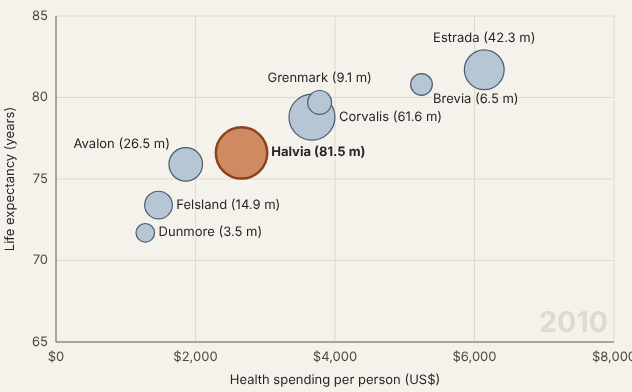 85
80
75
70
65
Life expectancy (years)
Estrada (42.3 m)
Grenmark (9.1 m)
Brevia (6.5 m)
Corvalis (61.6 m)
Avalon (26.5 m)
Halvia (81.5 m)
Felsland (14.9 m)
Dunmore (3.5 m)
2010
$0
$2,000
$4,000
$6,000
$8,000
Health spending per person (US$)